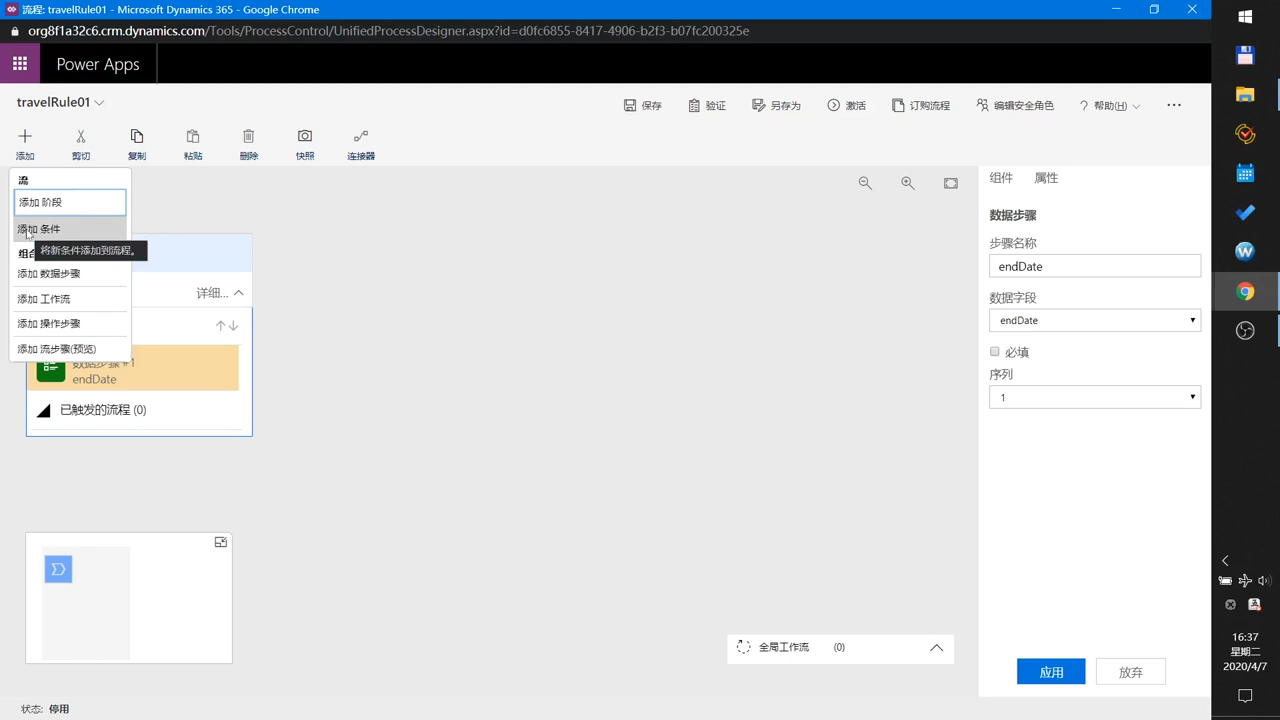 流程: travelRule01 - Microsoft Dynamics 365 - Google Chrome
org8f1a32c6.crm.dynamics.com/Tools/ProcessControl/UnifiedProcessDesigner.aspx?id=d0fc6855-8417-4906-b2f3-b07fc200325e
Power Apps
travelRule01
保存
验证
另存为
激活
订购流程
编辑安全角色
? 帮助(H)
...
添加
剪切
复制
粘贴
删除
快照
连接器
流
添加 阶段
添加 条件
将新条件添加到流程。
添加 数据步骤
添加 工作流
添加 操作步骤
添加 流步骤(预览)
详细...
数据步骤 #1
endDate
已触发的流程 (0)
全局工作流 (0)
组件
属性
数据步骤
步骤名称
endDate
数据字段
endDate
必填
序列
1
应用
放弃
状态: 停用
16:37
星期二
2020/4/7